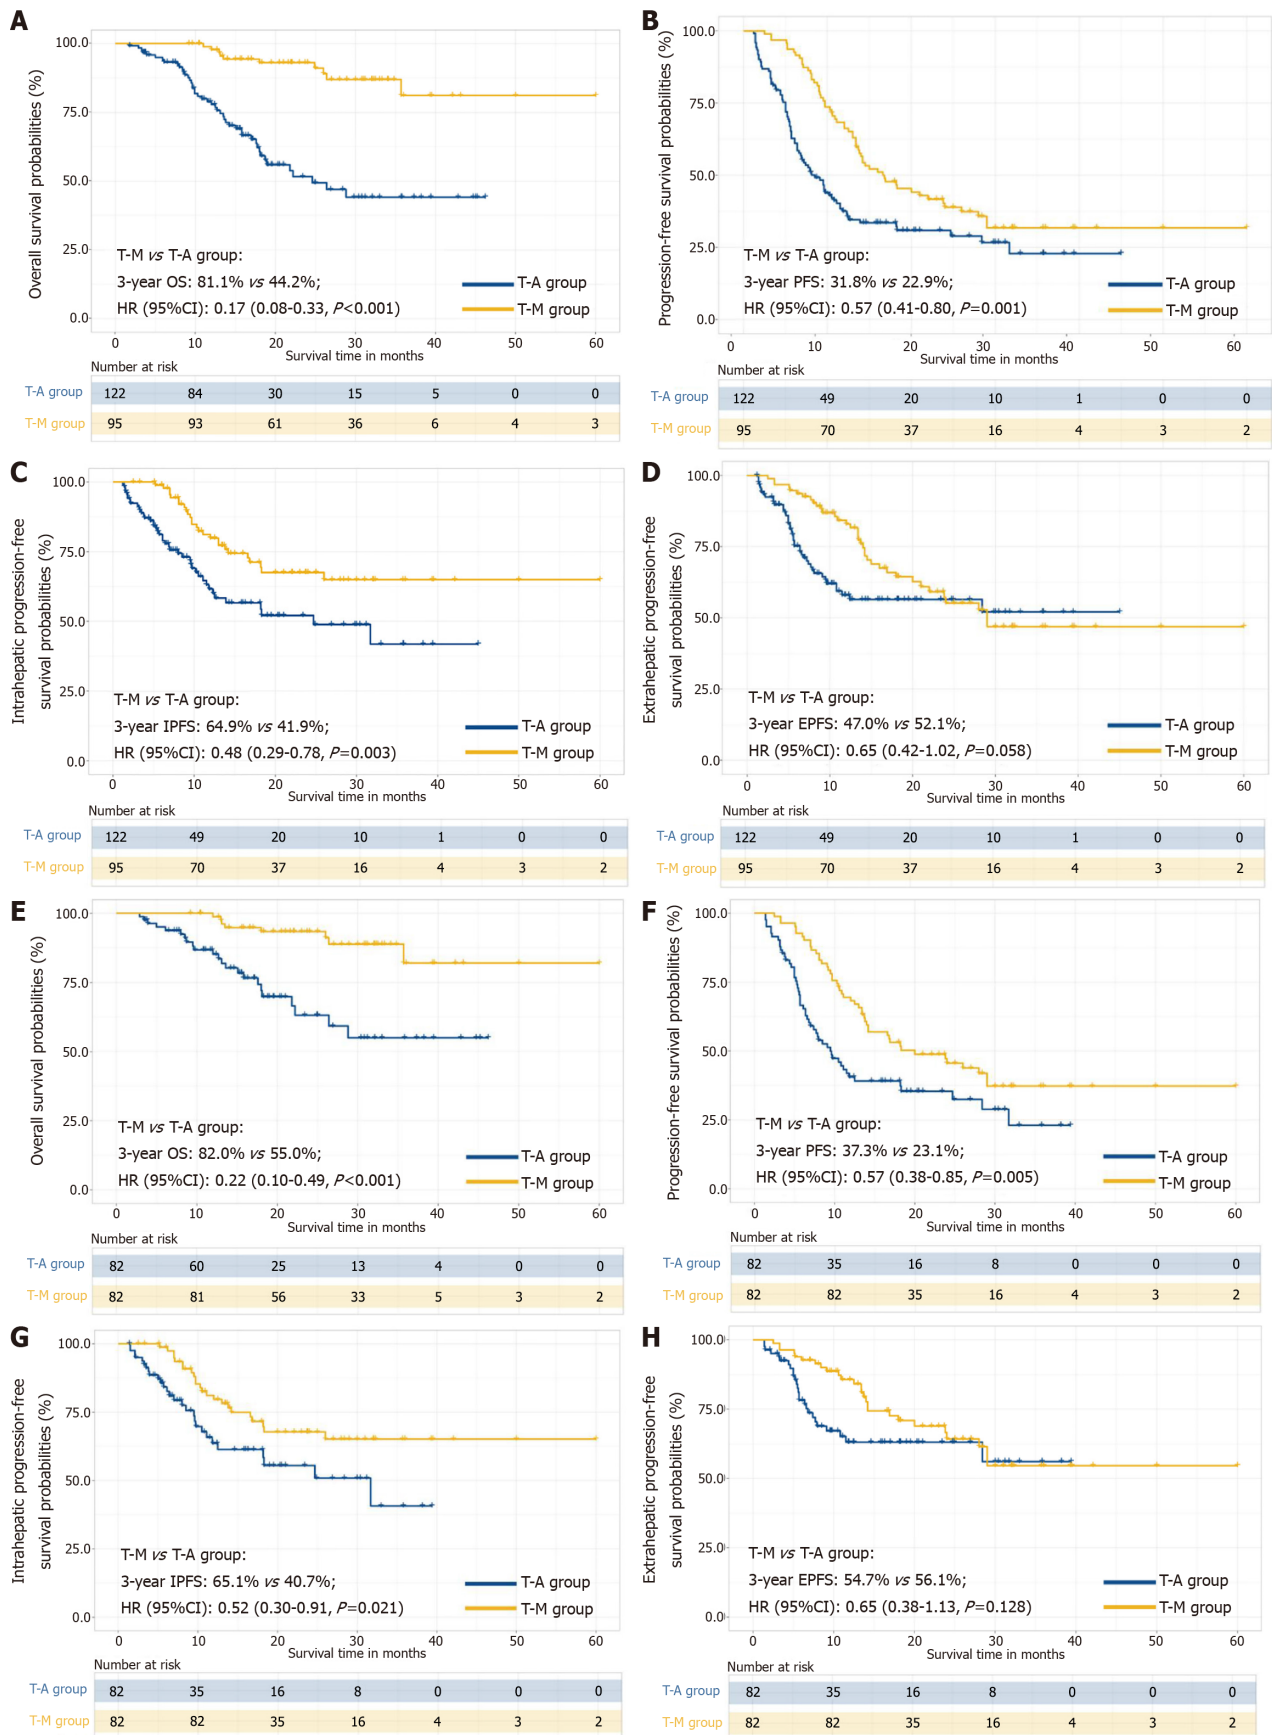 A
Overall survival probabilities (%)
100.0
75.0
50.0
25.0
0.0
T-M vs T-A group:
3-year OS: 81.1% vs 44.2%;
HR (95%CI): 0.17 (0.08-0.33, P<0.001)
T-A group
T-M group
0 10 20 30 40 50 60
Survival time in months
Number at risk
T-A group 122 84 30 15 5 0 0
T-M group 95 93 61 36 6 4 3
B
Progression-free survival probabilities (%)
100.0
75.0
50.0
25.0
0.0
T-M vs T-A group:
3-year PFS: 31.8% vs 22.9%;
HR (95%CI): 0.57 (0.41-0.80, P=0.001)
T-A group
T-M group
0 10 20 30 40 50 60
Survival time in months
Number at risk
T-A group 122 49 20 10 1 0 0
T-M group 95 70 37 16 4 3 2
C
Intrahepatic progression-free
survival probabilities (%)
100.0
75.0
50.0
25.0
0.0
T-M vs T-A group:
3-year IPFS: 64.9% vs 41.9%;
HR (95%CI): 0.48 (0.29-0.78, P=0.003)
T-A group
T-M group
0 10 20 30 40 50 60
Survival time in months
Number at risk
T-A group 122 49 20 10 1 0 0
T-M group 95 70 37 16 4 3 2
D
Extrahepatic progression-free
survival probabilities (%)
100.0
75.0
50.0
25.0
0.0
T-M vs T-A group:
3-year EPFS: 47.0% vs 52.1%;
HR (95%CI): 0.65 (0.42-1.02, P=0.058)
T-A group
T-M group
0 10 20 30 40 50 60
Survival time in months
Number at risk
T-A group 122 49 20 10 1 0 0
T-M group 95 70 37 16 4 3 2
E
Overall survival probabilities (%)
100.0
75.0
50.0
25.0
0.0
T-M vs T-A group:
3-year OS: 82.0% vs 55.0%;
HR (95%CI): 0.22 (0.10-0.49, P<0.001)
T-A group
T-M group
0 10 20 30 40 50 60
Survival time in months
Number at risk
T-A group 82 60 25 13 4 0 0
T-M group 82 81 56 33 5 3 2
F
Progression-free survival probabilities (%)
100.0
75.0
50.0
25.0
0.0
T-M vs T-A group:
3-year PFS: 37.3% vs 23.1%;
HR (95%CI): 0.57 (0.38-0.85, P=0.005)
T-A group
T-M group
0 10 20 30 40 50 60
Survival time in months
Number at risk
T-A group 82 35 16 8 0 0 0
T-M group 82 82 35 16 4 3 2
G
Intrahepatic progression-free
survival probabilities (%)
100.0
75.0
50.0
25.0
0.0
T-M vs T-A group:
3-year IPFS: 65.1% vs 40.7%;
HR (95%CI): 0.52 (0.30-0.91, P=0.021)
T-A group
T-M group
0 10 20 30 40 50 60
Survival time in months
Number at risk
T-A group 82 35 16 8 0 0 0
T-M group 82 82 35 16 4 3 2
H
Extrahepatic progression-free
survival probabilities (%)
100.0
75.0
50.0
25.0
0.0
T-M vs T-A group:
3-year EPFS: 54.7% vs 56.1%;
HR (95%CI): 0.65 (0.38-1.13, P=0.128)
T-A group
T-M group
0 10 20 30 40 50 60
Survival time in months
Number at risk
T-A group 82 35 16 8 0 0 0
T-M group 82 82 35 16 4 3 2